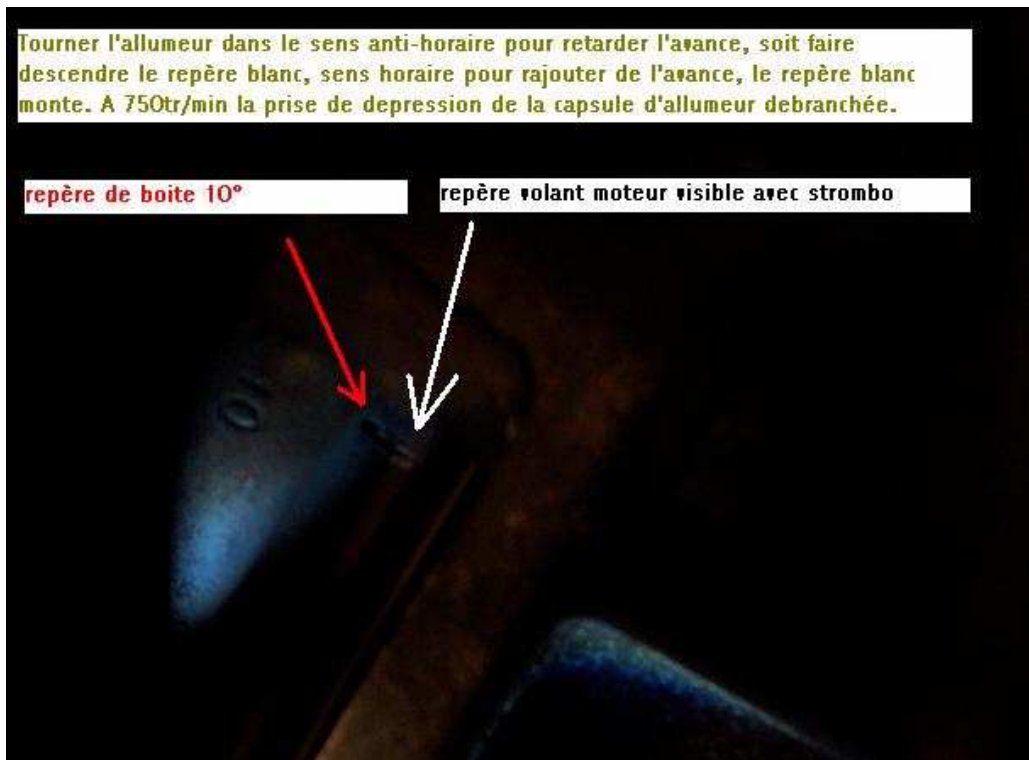 Tourner l'allumeur dans le sens anti-horaire pour retarder l'avance, soit faire
descendre le repère blanc, sens horaire pour rajouter de l'avance, le repère blanc
monte. A 750tr/min la prise de depression de la capsule d'allumeur debranchée.
repère de boite 10°
repère volant moteur visible avec strombo